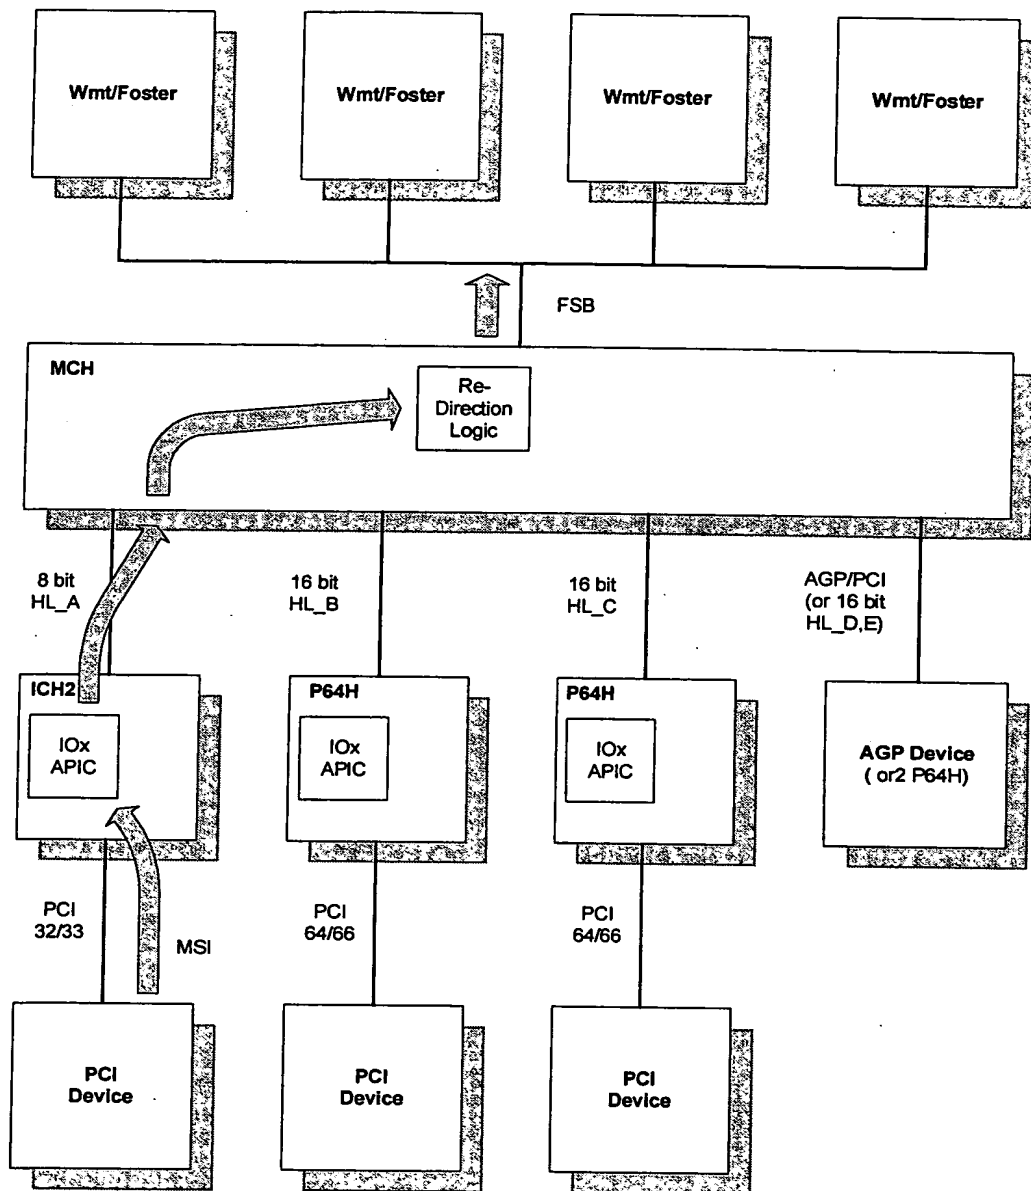 Wmt/Foster
Wmt/Foster
Wmt/Foster
Wmt/Foster
FSB
MCH
Re-
Direction
Logic
8 bit
HL_A
16 bit
HL_B
16 bit
HL_C
AGP/PCI
(or 16 bit
HL_D,E)
ICH2
IOx
APIC
P64H
IOx
APIC
P64H
IOx
APIC
AGP Device
( or2 P64H)
PCI
32/33
MSI
PCI
64/66
PCI
64/66
PCI
Device
PCI
Device
PCI
Device